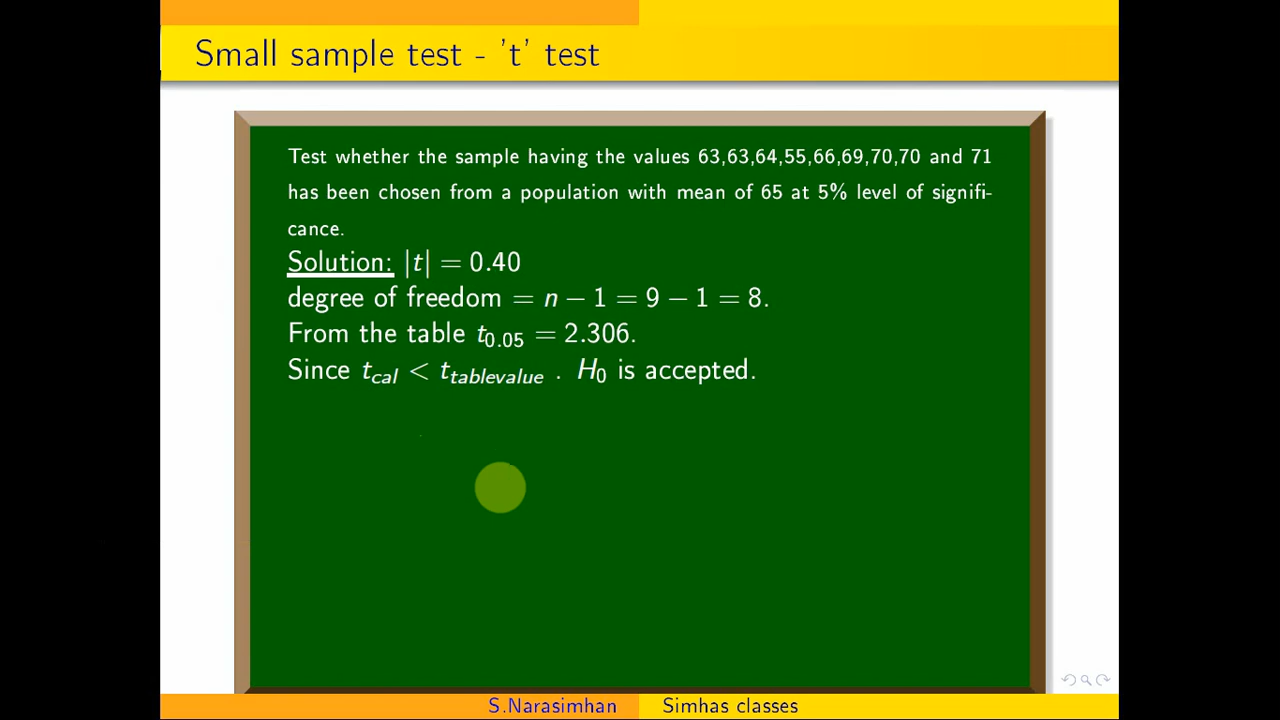 Small sample test - 't' test
Test whether the sample having the values 63,63,64,55,66,69,70,70 and 71
has been chosen from a population with mean of 65 at 5% level of signifi-
cance.
Solution: |t| = 0.40
degree of freedom = n − 1 = 9 − 1 = 8.
From the table t₀.₀₅ = 2.306.
Since t_cal < t_tablevalue . H₀ is accepted.
S.Narasimhan Simhas classes